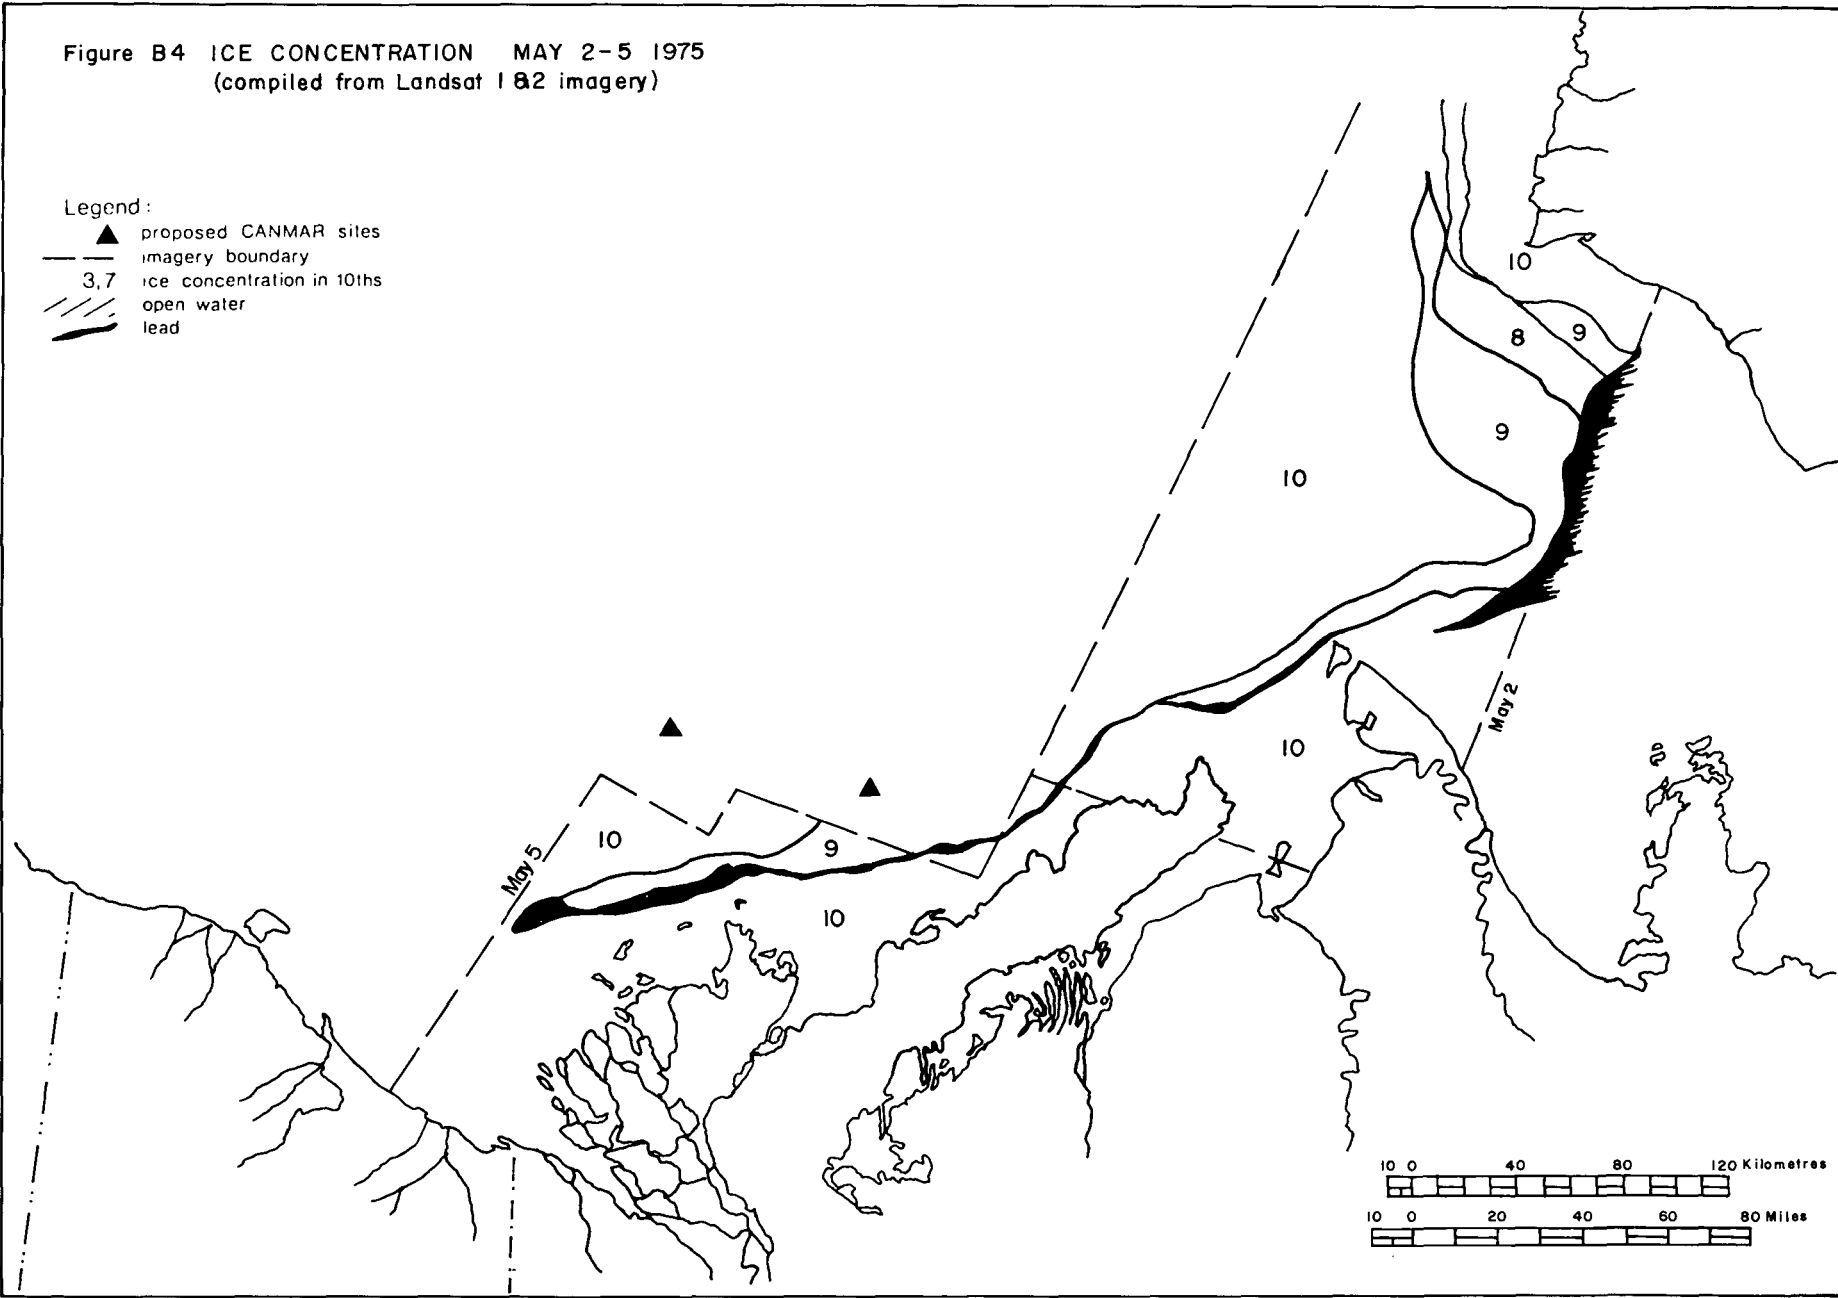 Figure B4 ICE CONCENTRATION MAY 2-5 1975
(compiled from Landsat 1 &2 imagery)
Legend:
proposed CANMAR sites
imagery boundary
3,7 ice concentration in 10ths
open water
lead
10
8
9
9
10
May 2
10
10
9
May 5
10
10 0 40 80 120 Kilometres
10 0 20 40 60 80 Miles